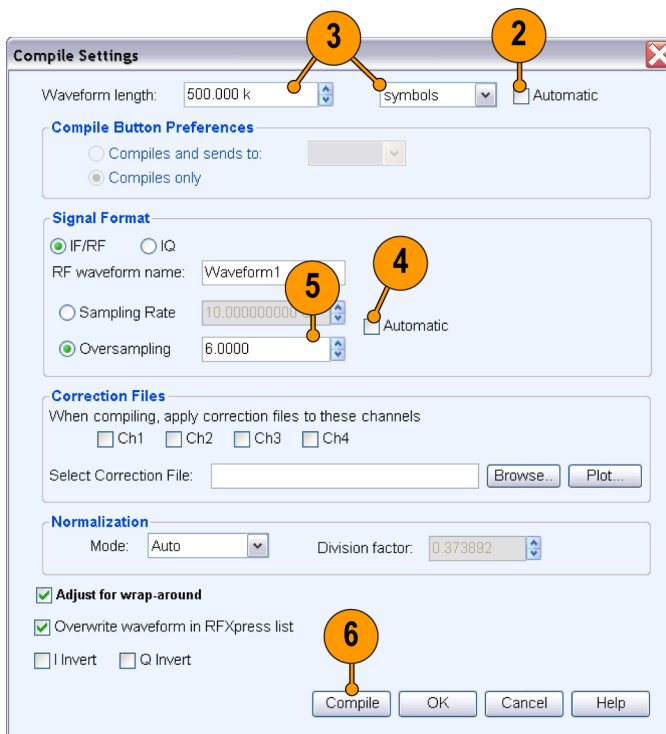 3
2
Compile Settings
Waveform length: 500.000 k symbols Automatic
Compile Button Preferences
Compiles and sends to:
Compiles only
Signal Format
IF/RF IQ
4
RF waveform name: Waveform1
5
Sampling Rate 10.000000000
Automatic
Oversampling 6.0000
Correction Files
When compiling, apply correction files to these channels
Ch1 Ch2 Ch3 Ch4
Select Correction File: Browse.. Plot...
Normalization
Mode: Auto Division factor: 0.373892
Adjust for wrap-around
Overwrite waveform in RFXpress list
6
I Invert Q Invert
Compile OK Cancel Help